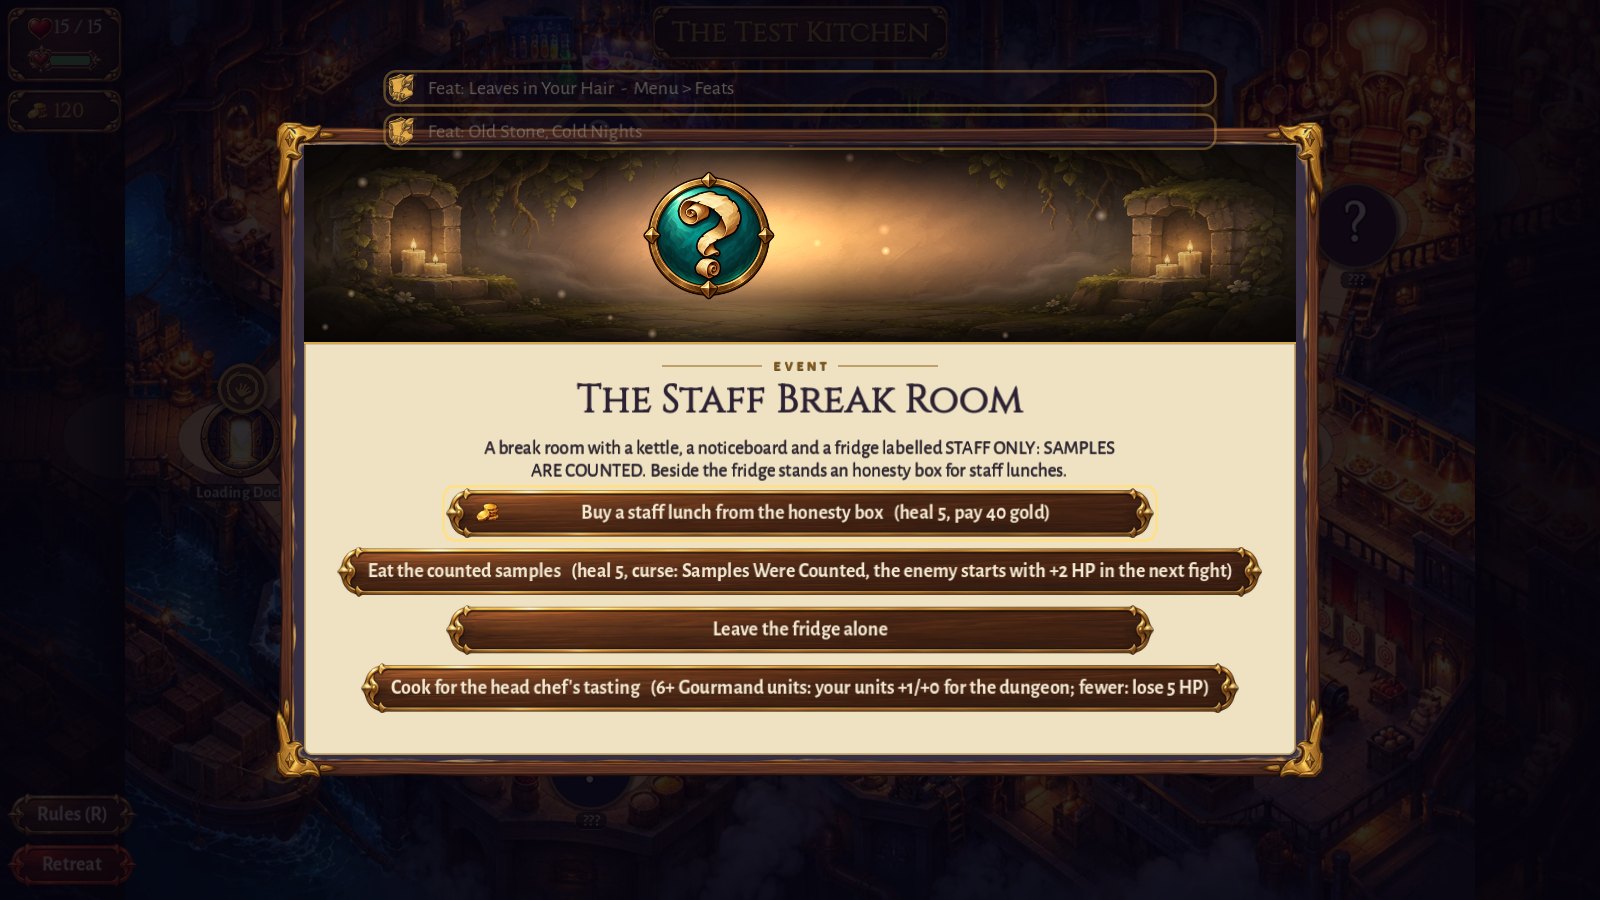 15 / 15
THE TEST KITCHEN
120
Feat: Leaves in Your Hair - Menu > Feats
Feat: Old Stone, Cold Nights
???
Loading Doc
EVENT
THE STAFF BREAK ROOM
A break room with a kettle, a noticeboard and a fridge labelled STAFF ONLY: SAMPLES
ARE COUNTED. Beside the fridge stands an honesty box for staff lunches.
Buy a staff lunch from the honesty box (heal 5, pay 40 gold)
Eat the counted samples (heal 5, curse: Samples Were Counted, the enemy starts with +2 HP in the next fight)
Leave the fridge alone
Cook for the head chef's tasting (6+ Gourmand units: your units +1/+0 for the dungeon; fewer: lose 5 HP)
???
Rules (R)
Retreat